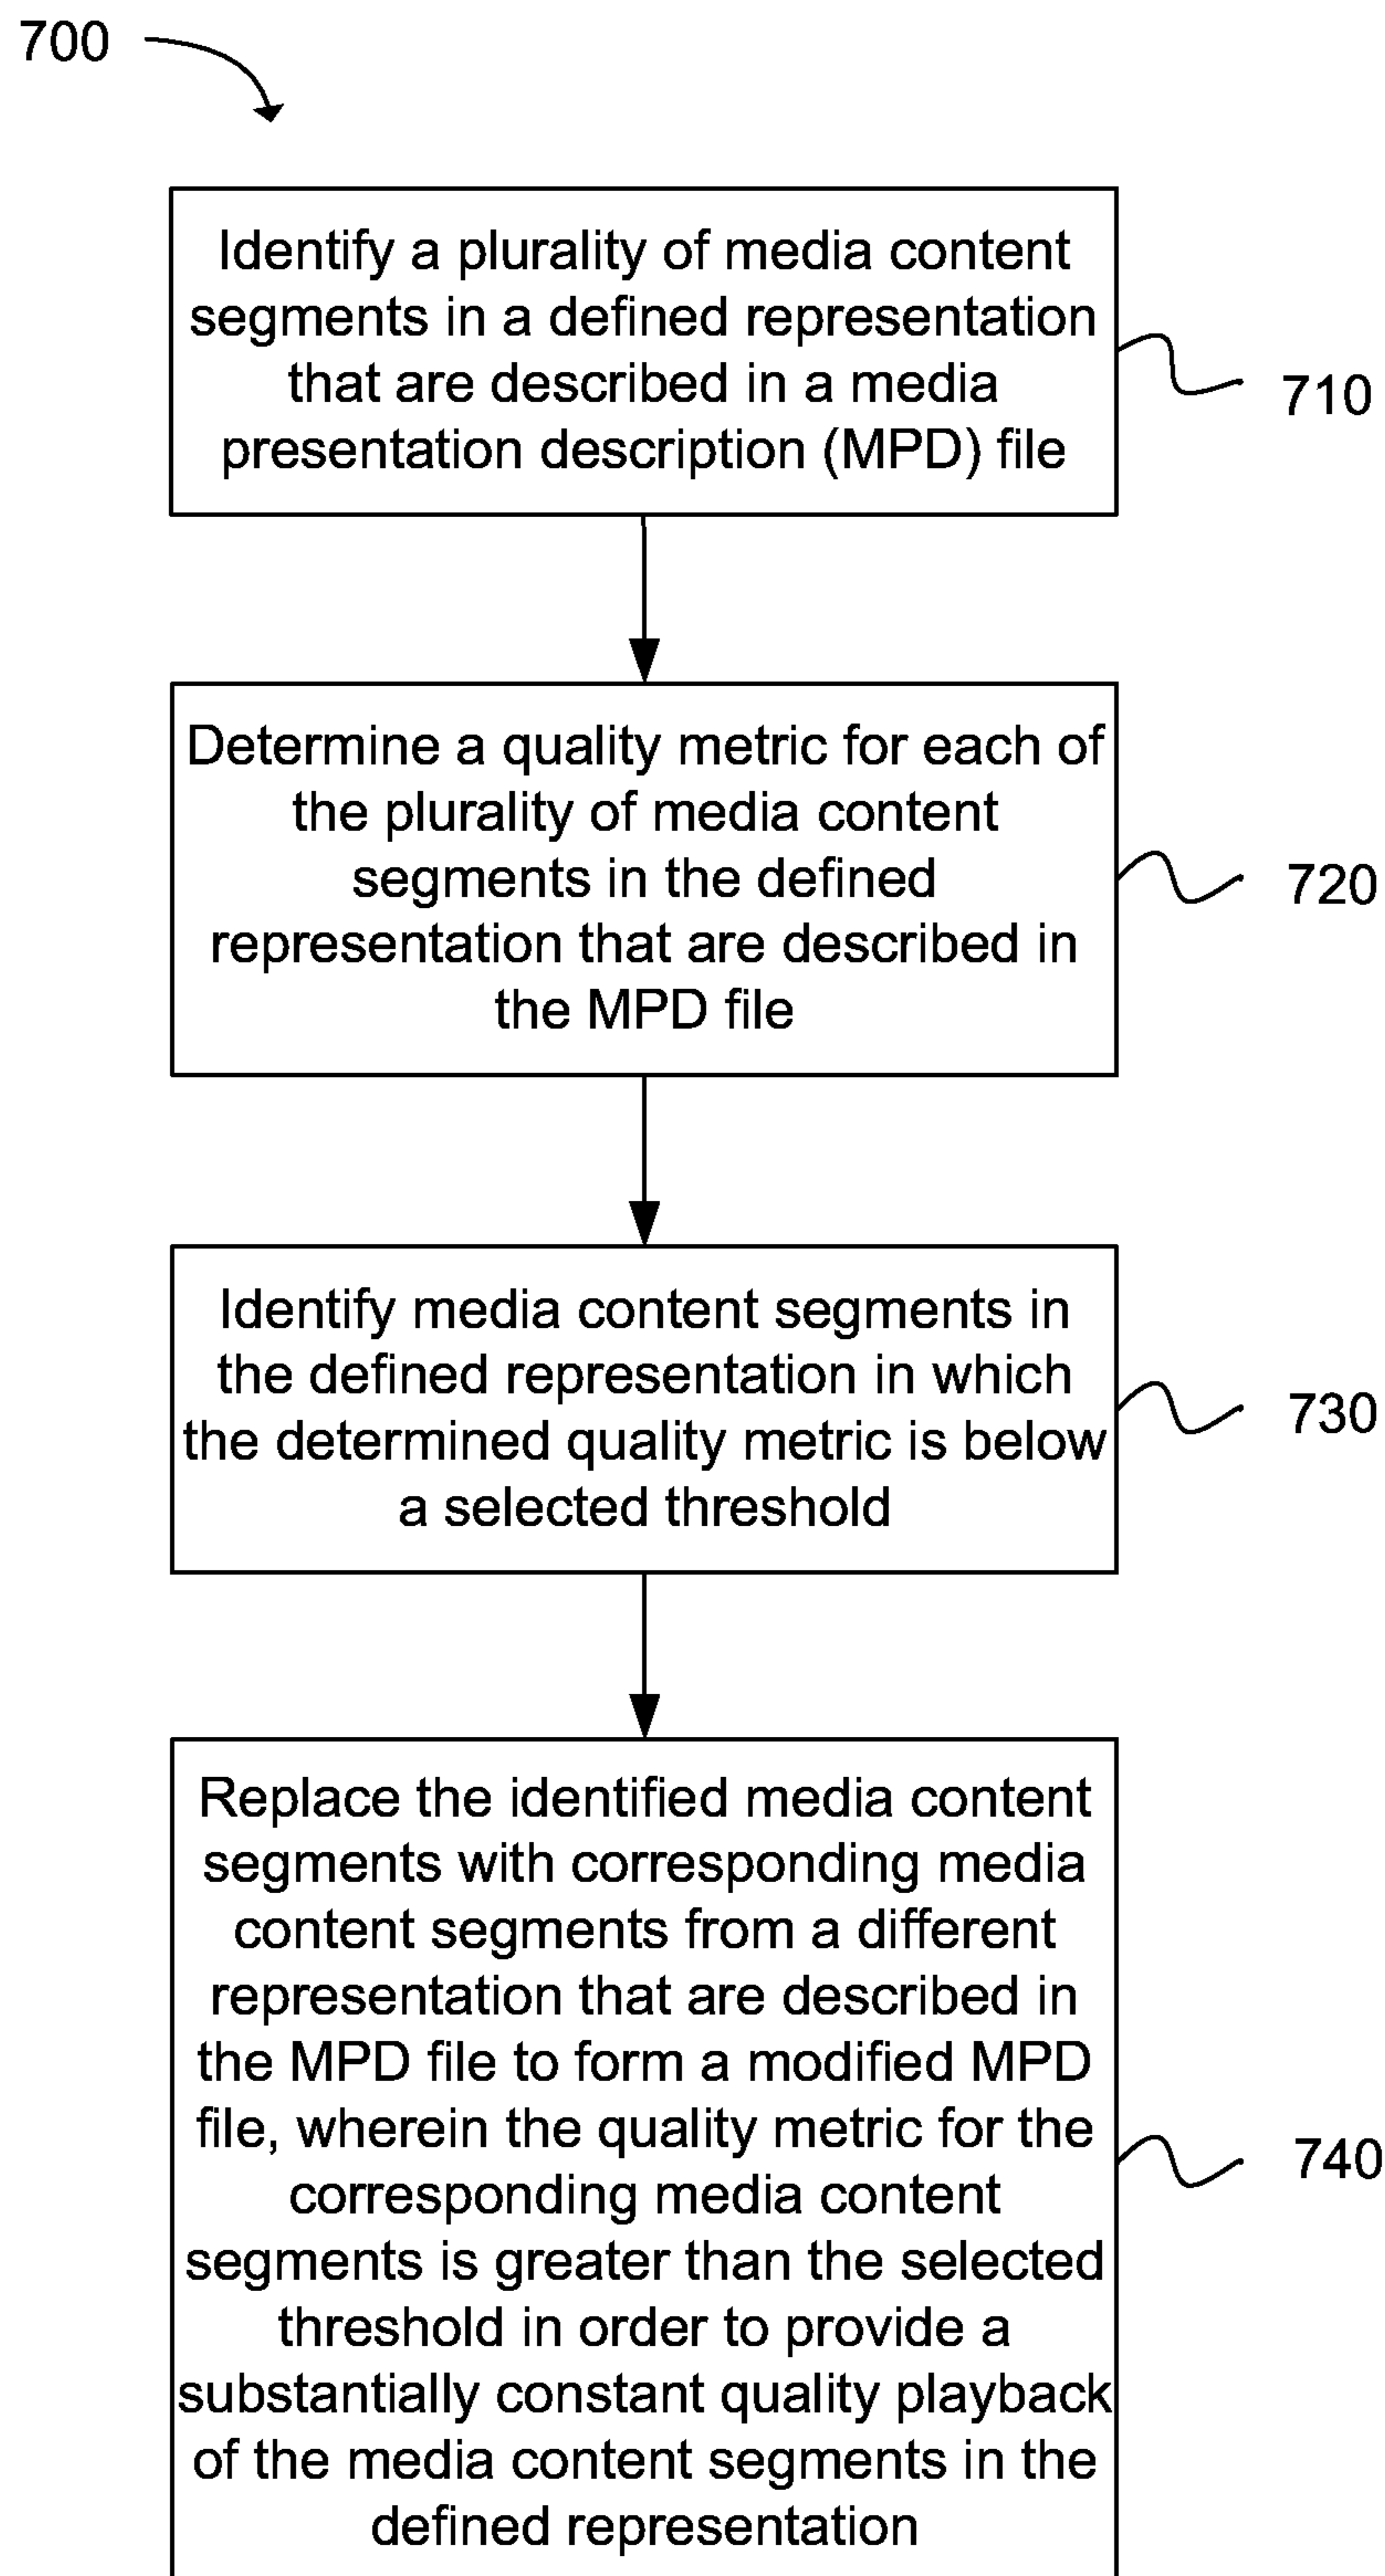 700
Identify a plurality of media content
segments in a defined representation
that are described in a media
presentation description (MPD) file
710
Determine a quality metric for each of
the plurality of media content
segments in the defined
representation that are described in
the MPD file
720
Identify media content segments in
the defined representation in which
the determined quality metric is below
a selected threshold
730
Replace the identified media content
segments with corresponding media
content segments from a different
representation that are described in
the MPD file to form a modified MPD
file, wherein the quality metric for the
corresponding media content
segments is greater than the selected
threshold in order to provide a
substantially constant quality playback
of the media content segments in the
defined representation
740